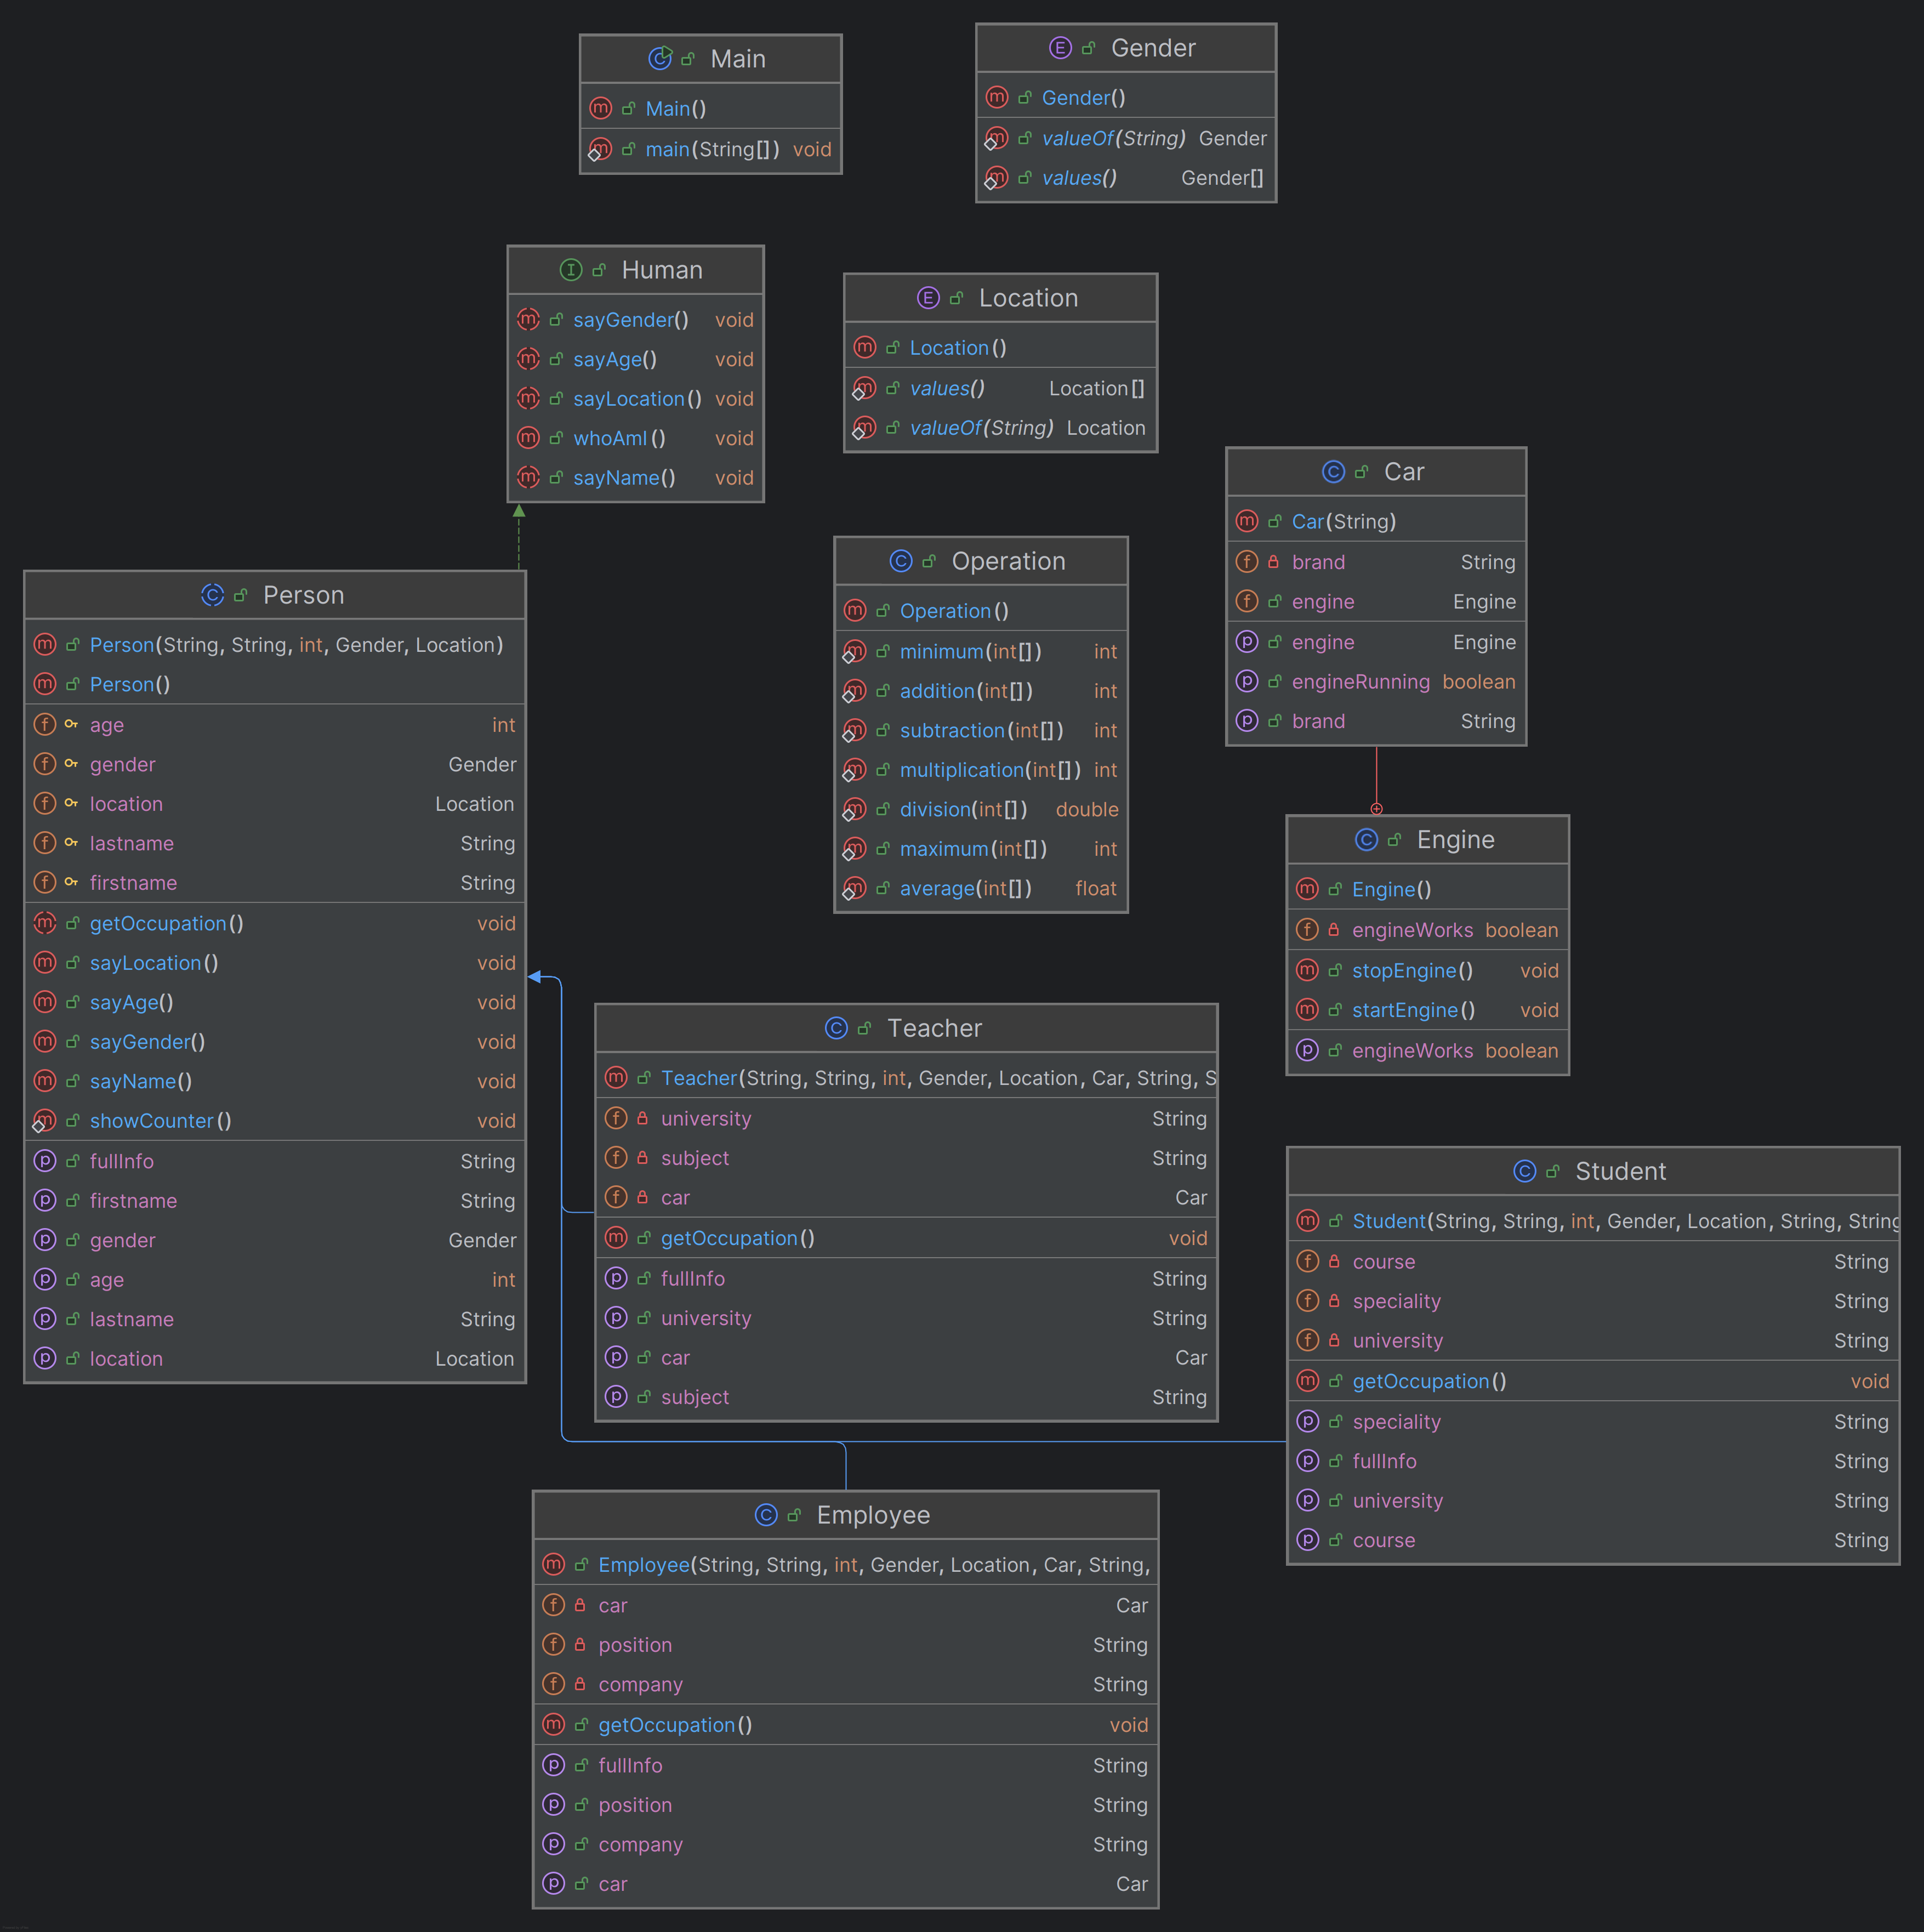 Main
Main()
main(String[]) void
Gender
Gender()
valueOf(String) Gender
values() Gender[]
Human
sayGender() void
sayAge() void
sayLocation() void
whoAmI() void
sayName() void
Location
Location()
values() Location[]
valueOf(String) Location
Car
Car(String)
brand String
engine Engine
engine Engine
engineRunning boolean
brand String
Operation
Operation()
minimum(int[]) int
addition(int[]) int
subtraction(int[]) int
multiplication(int[]) int
division(int[]) double
maximum(int[]) int
average(int[]) float
Person
Person(String, String, int, Gender, Location)
Person()
age int
gender Gender
location Location
lastname String
firstname String
getOccupation() void
sayLocation() void
sayAge() void
sayGender() void
sayName() void
showCounter() void
fullInfo String
firstname String
gender Gender
age int
lastname String
location Location
Engine
Engine()
engineWorks boolean
stopEngine() void
startEngine() void
engineWorks boolean
Teacher
Teacher(String, String, int, Gender, Location, Car, String, S
university String
subject String
car Car
getOccupation() void
fullInfo String
university String
car Car
subject String
Student
Student(String, String, int, Gender, Location, String, String
course String
speciality String
university String
getOccupation() void
speciality String
fullInfo String
university String
course String
Employee
Employee(String, String, int, Gender, Location, Car, String,
car Car
position String
company String
getOccupation() void
fullInfo String
position String
company String
car Car